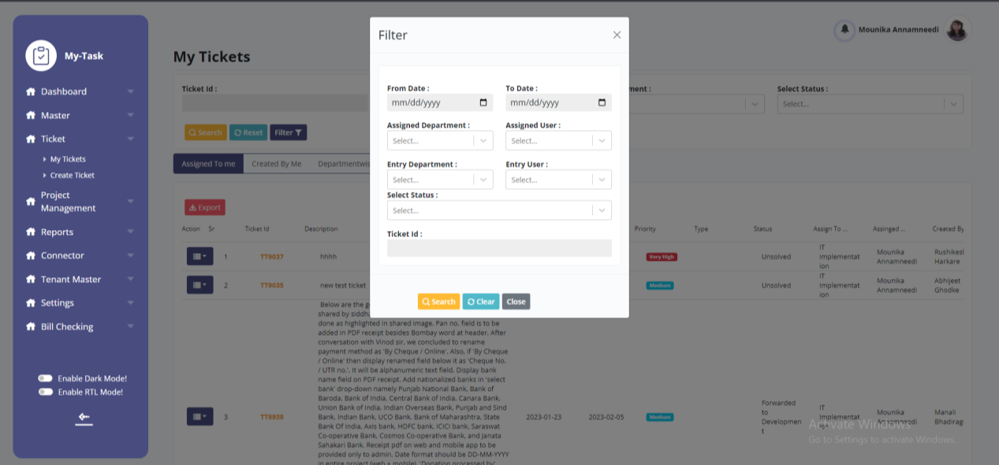 My-Task
Dashboard
Master
Ticket
My Tickets
Create Ticket
Project
Management
Reports
Connector
Tenant Master
Settings
Bill Checking
Enable Dark Mode!
Enable RTL Mode!
Mounika Annamneedi
My Tickets
Ticket Id :
ment :
Select Status :
Select...
Search
Reset
Filter
Assigned To me
Created By Me
Departmentwis
Export
Action
Sr
Ticket Id
Description
Priority
Type
Status
Assign To ...
Assinged ...
Created By
1
TT9037
hhhh
Very High
Unsolved
IT
Implementat
ion
Mounika
Annamneedi
Rushikesl
Harkare
2
TT9035
new test ticket
Medium
Unsolved
IT
Implementat
ion
Mounika
Annamneedi
Abhijeet
Ghodke
3
TT8938
Below are the g
shared by siddh
done as highlighted in shared image. Pan no. field is to be
added in PDF receipt besides Bombay word at header. After
conversation with Vinod sir, we concluded to rename
payment method as 'By Cheque / Online'. Also, if 'By Cheque
/ Online' then display renamed field below it as 'Cheque No.
/ UTR no.'. It will be alphanumeric text field. Display bank
name field on PDF receipt. Add nationalized banks in 'select
bank' drop-down namely Punjab National Bank, Bank of
Baroda, Bank of India, Central Bank of India, Canara Bank,
Union Bank of India, Indian Overseas Bank, Punjab and Sind
Bank, Indian Bank, UCO Bank, Bank of Maharashtra, State
Bank Of India, Axis bank, HDFC bank, ICICI bank, Saraswat
Co-operative Bank, Cosmos Co-operative Bank, and Janata
Sahakari Bank. Receipt pdf on web and mobile app to be
provided only to admin. Date format should be DD-MM-YYYY
in entire project (web + mobile). 'Donation processed by'
2023-01-23
2023-02-05
Medium
Forwarded
to
Developmen
t
IT
Implementat
ion
Mounika
Annamneedi
Manali
Bhadirag
Filter
From Date :
mm/dd/yyyy
To Date :
mm/dd/yyyy
Assigned Department :
Select...
Assigned User :
Select...
Entry Department :
Select...
Entry User :
Select...
Select Status :
Select...
Ticket Id :
Search
Clear
Close
Activate Windows
Go to Settings to activate Windows.